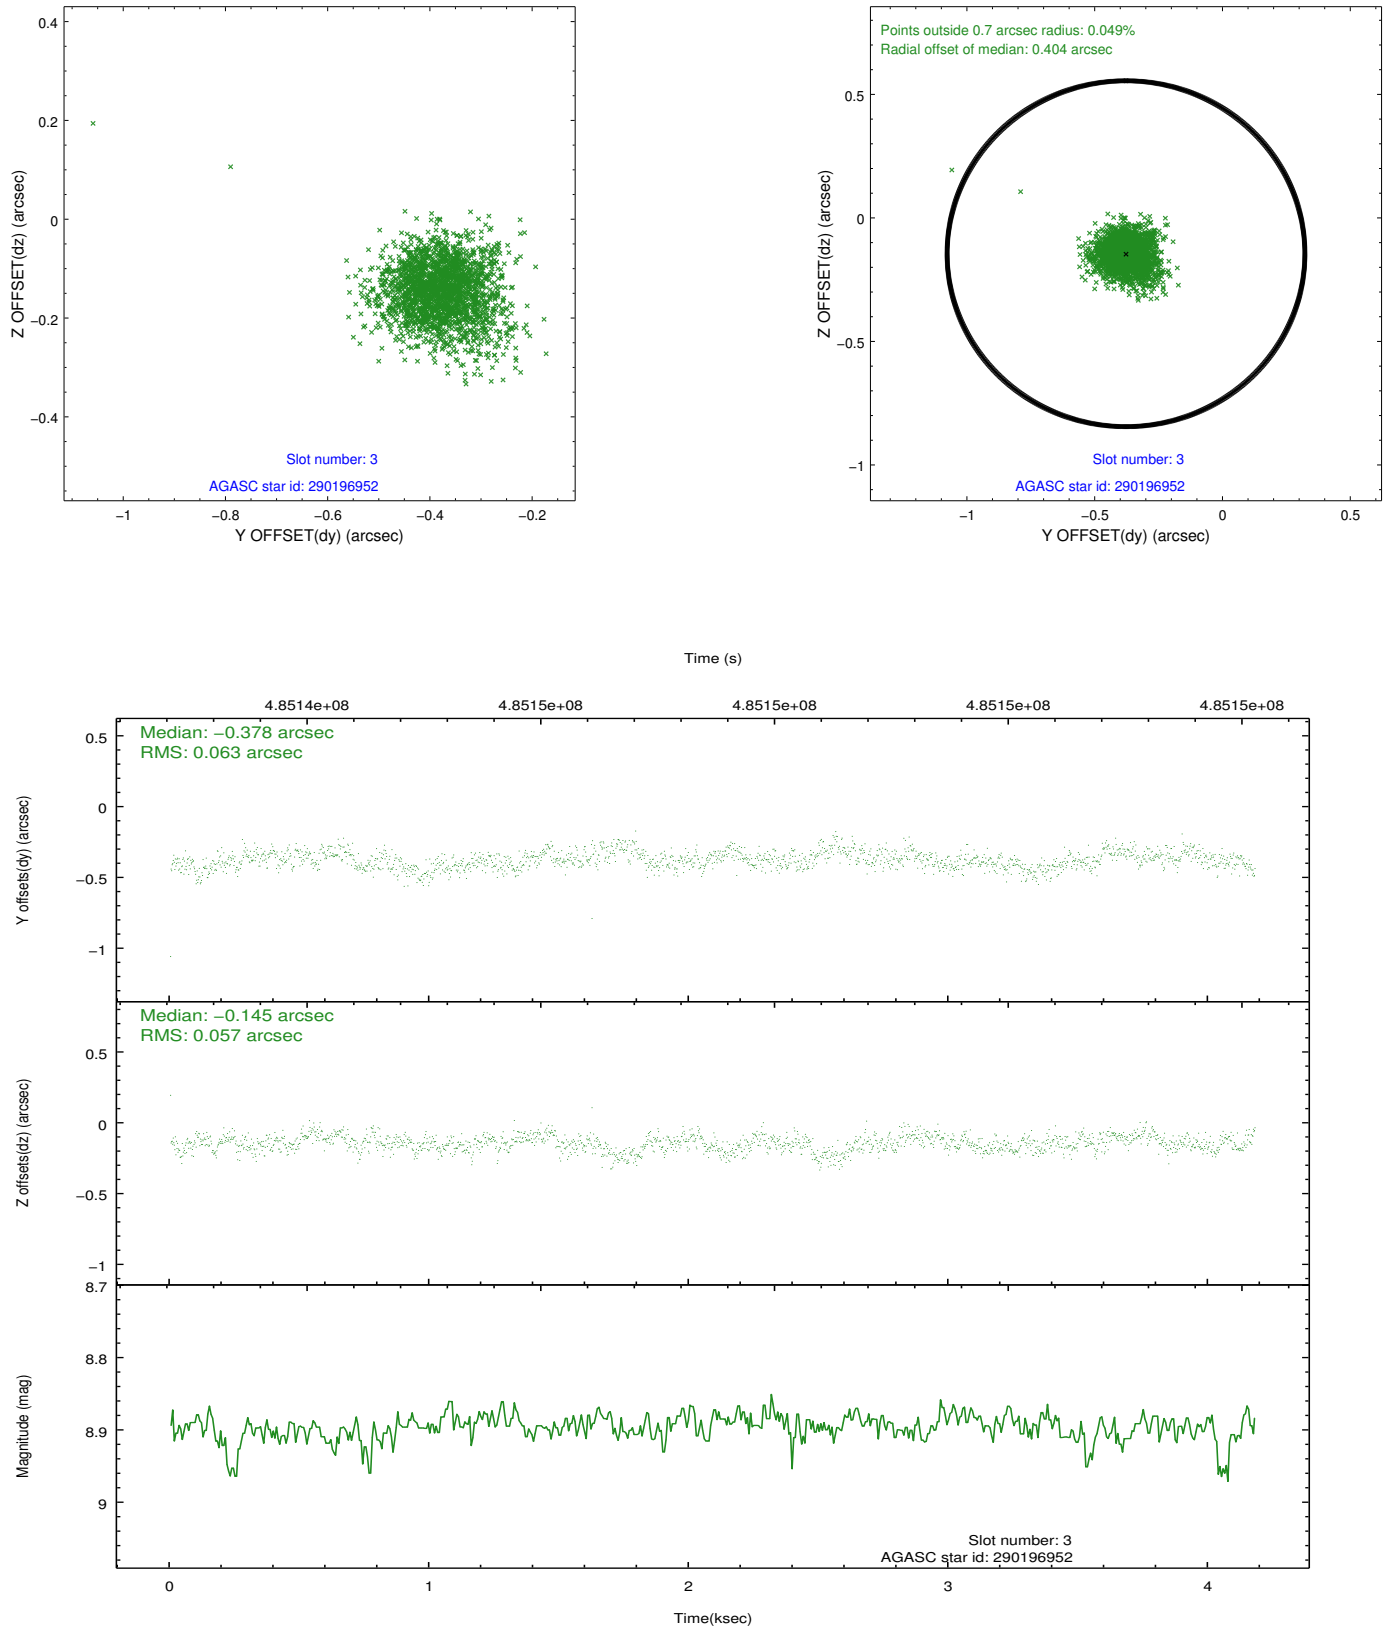 0.4
0.2
0
−0.2
−0.4
Z OFFSET(dz) (arcsec)
Slot number: 3
AGASC star id: 290196952
−1 −0.8 −0.6 −0.4 −0.2
Y OFFSET(dy) (arcsec)
Points outside 0.7 arcsec radius: 0.049%
Radial offset of median: 0.404 arcsec
0.5
0
−0.5
−1
Z OFFSET(dz) (arcsec)
Slot number: 3
AGASC star id: 290196952
−1 −0.5 0 0.5
Y OFFSET(dy) (arcsec)
Time (s)
4.8514e+08 4.8515e+08 4.8515e+08 4.8515e+08 4.8515e+08
Median: −0.378 arcsec
RMS: 0.063 arcsec
0.5
0
−0.5
−1
Y offsets(dy) (arcsec)
Median: −0.145 arcsec
RMS: 0.057 arcsec
0.5
0
−0.5
−1
Z offsets(dz) (arcsec)
8.7
8.8
8.9
9
Magnitude (mag)
Slot number: 3
AGASC star id: 290196952
0 1 2 3 4
Time(ksec)